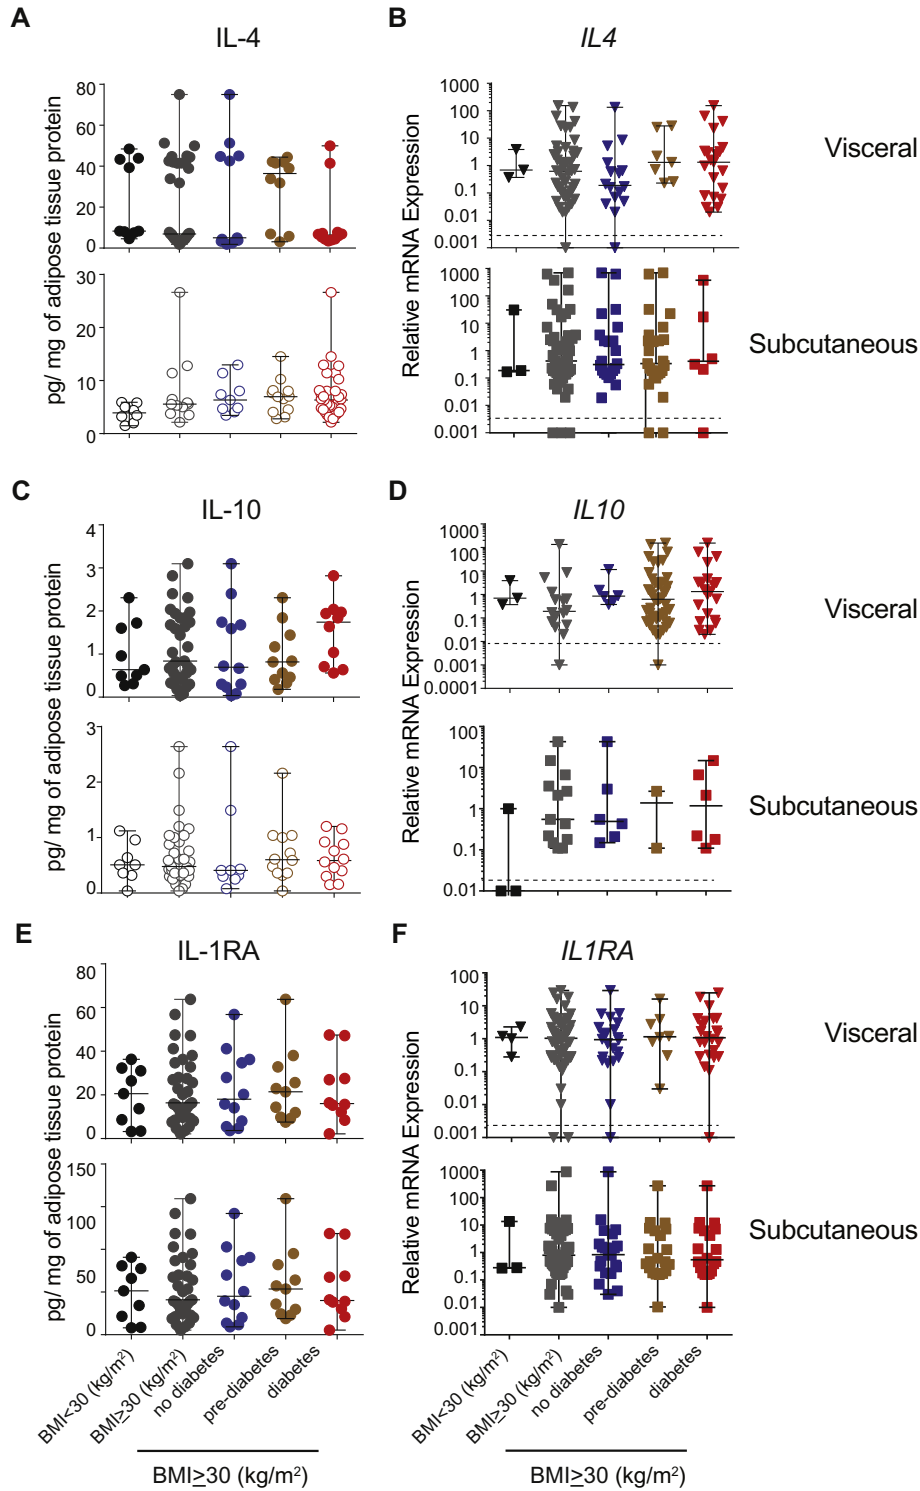 A
IL-4
pg/ mg of adipose tissue protein
80
60
40
20
0
30
20
10
0
B
IL4
Relative mRNA Expression
1000
100
10
1
0.1
0.01
0.001
1000
100
10
1
0.1
0.01
0.001
Visceral
Subcutaneous
C
IL-10
pg/ mg of adipose tissue protein
4
3
2
1
0
3
2
1
0
D
IL10
Relative mRNA Expression
1000
100
10
1
0.1
0.01
0.001
0.0001
100
10
1
0.1
0.01
Visceral
Subcutaneous
E
IL-1RA
pg/ mg of adipose tissue protein
80
60
40
20
0
150
100
50
0
BMI<30 (kg/m²)
BMI≥30 (kg/m²)
no diabetes
pre-diabetes
diabetes
BMI≥30 (kg/m²)
F
IL1RA
Relative mRNA Expression
100
10
1
0.1
0.01
0.001
1000
100
10
1
0.1
0.01
0.001
Visceral
Subcutaneous
BMI<30 (kg/m²)
BMI≥30 (kg/m²)
no diabetes
pre-diabetes
diabetes
BMI≥30 (kg/m²)